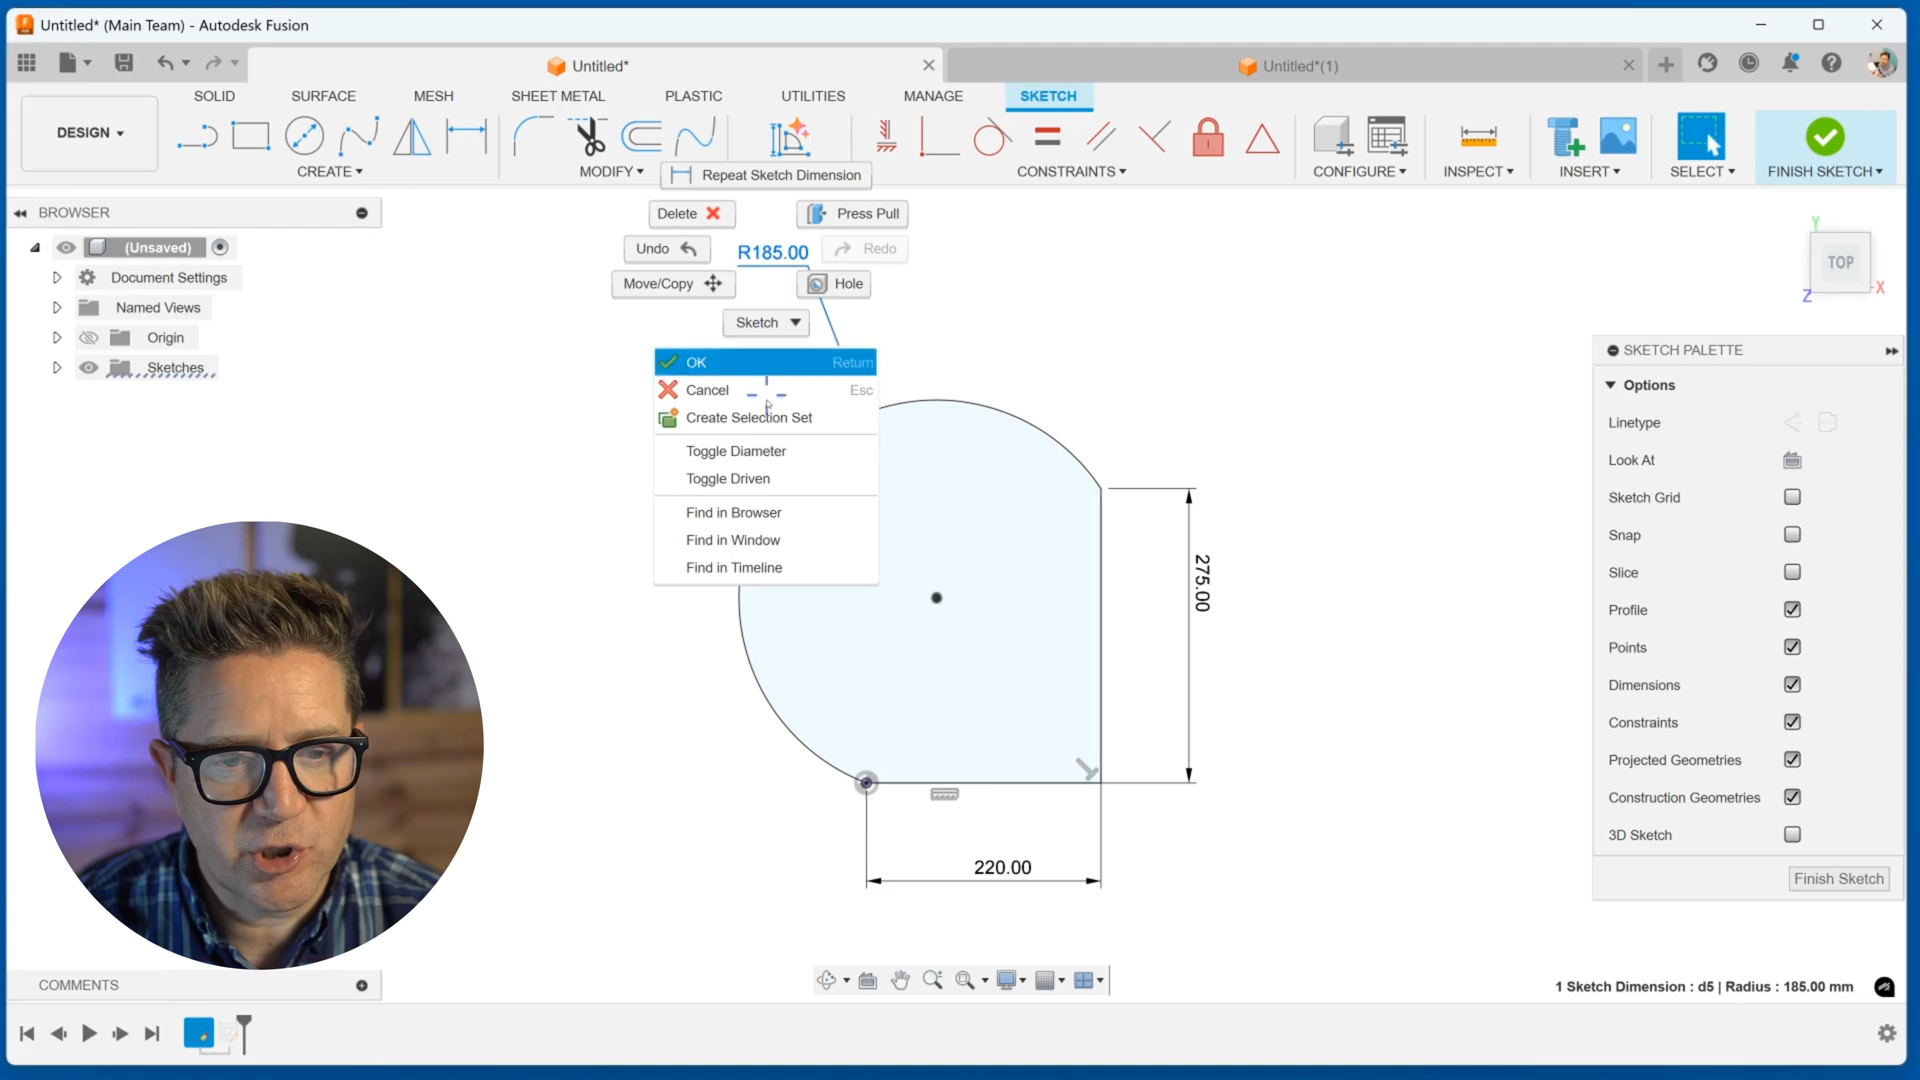 Untitled* (Main Team) - Autodesk Fusion
Untitled*
Untitled*(1)
SOLID
SURFACE
MESH
SHEET METAL
PLASTIC
UTILITIES
MANAGE
SKETCH
DESIGN
CREATE
MODIFY
CONSTRAINTS
CONFIGURE
INSPECT
INSERT
SELECT
FINISH SKETCH
Repeat Sketch Dimension
Delete
Press Pull
Undo
R185.00
Redo
Move/Copy
Hole
Sketch
OK Return
Cancel Esc
Create Selection Set
Toggle Diameter
Toggle Driven
Find in Browser
Find in Window
Find in Timeline
BROWSER
(Unsaved)
Document Settings
Named Views
Origin
Sketches
275.00
220.00
Y
TOP
Z
X
SKETCH PALETTE
Options
Linetype
Look At
Sketch Grid
Snap
Slice
Profile
Points
Dimensions
Constraints
Projected Geometries
Construction Geometries
3D Sketch
Finish Sketch
COMMENTS
1 Sketch Dimension : d5 | Radius : 185.00 mm